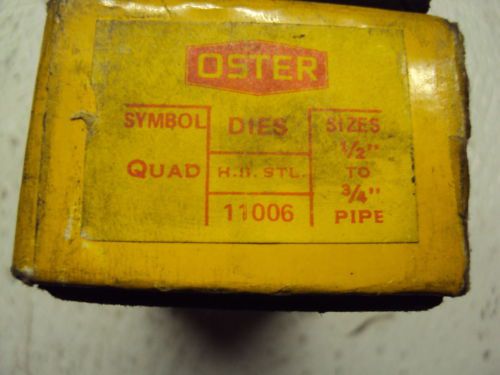 OSTER
SYMBOL DIES SIZES
1/2"
QUAD H.D. STL. TO
3/4"
11006 PIPE